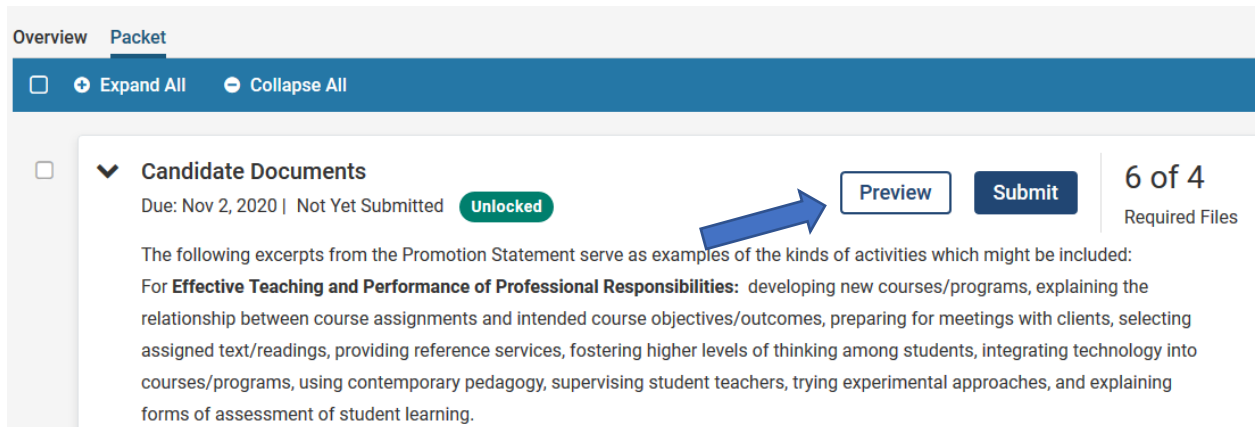 Overview Packet
Expand All Collapse All
Candidate Documents
Due: Nov 2, 2020 | Not Yet Submitted Unlocked
Preview Submit
6 of 4
Required Files
The following excerpts from the Promotion Statement serve as examples of the kinds of activities which might be included:
For Effective Teaching and Performance of Professional Responsibilities: developing new courses/programs, explaining the
relationship between course assignments and intended course objectives/outcomes, preparing for meetings with clients, selecting
assigned text/readings, providing reference services, fostering higher levels of thinking among students, integrating technology into
courses/programs, using contemporary pedagogy, supervising student teachers, trying experimental approaches, and explaining
forms of assessment of student learning.